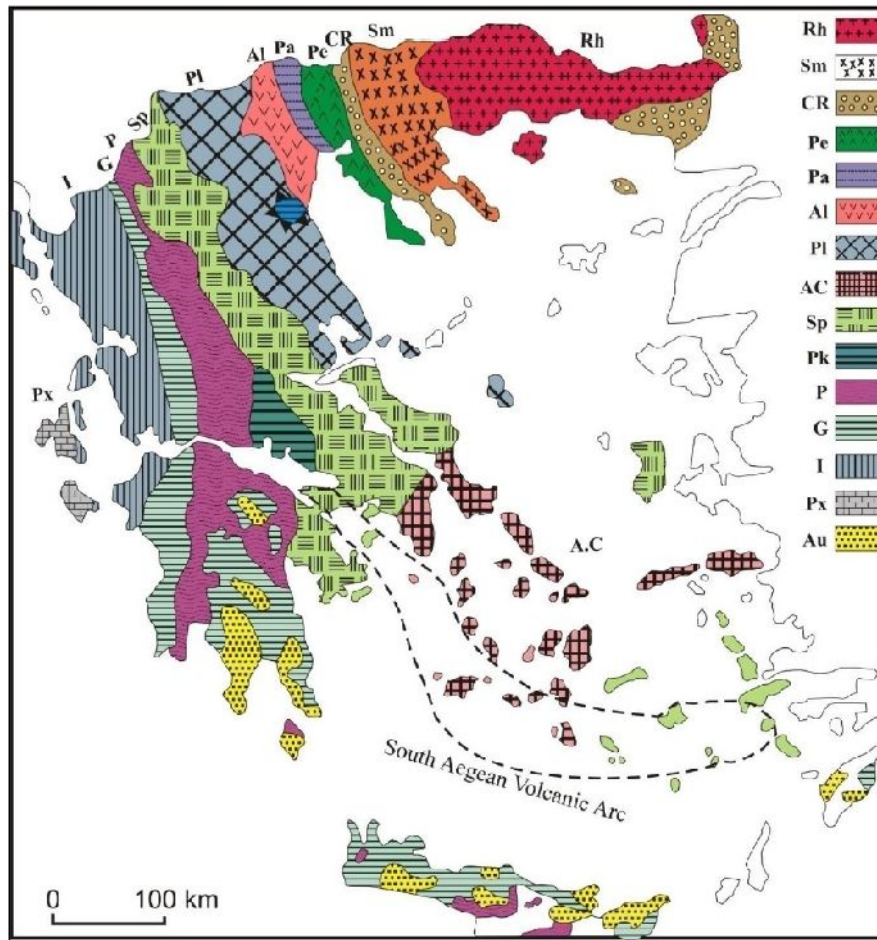 Rh
Sm
CR
Pe
Pa
Al
Pl
AC
Sp
Pk
P
G
I
Px
Au
I
G
P
Sp
Pl
Al
Pa
Pe
CR
Sm
Rh
Px
A.C
South Aegean Volcanic Arc
0 100 km